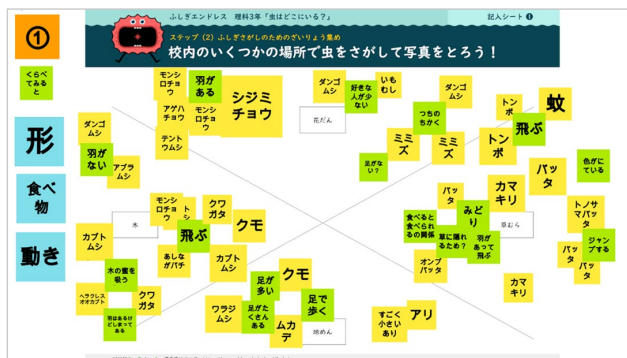 ふしぎエンドレス 理科3年「虫はどこにいる?」
記入シート❶
ステップ(2)ふしぎさがしのためのざいりょう集め
校内のいくつかの場所で虫をさがして写真をとろう!
①
くらべ
てみる
と
形
食べ
物
動き
モンシ
ロチョ
ウ
羽が
ある
アゲハ
チョウ
モンシ
ロチョ
ウ
シジミ
チョウ
テント
ウムシ
ダンゴ
ムシ
羽が
ない
アブラ
ムシ
ダンゴ
ムシ
好きな
人が少
ない
いも
むし
花だん
ダンゴ
ムシ
つちの
ちかく
ミミ
ズ
ミミ
ズ
足がな
い?
トン
ボ
蚊
飛ぶ
トン
ボ
バッ
タ
色がに
ている
カマ
キリ
バッ
タ
トノサ
マバッタ
みど
り
食べると
食べられ
るの関係
草に隠れ
るため?
羽が
あって
飛ぶ
草むら
ジャン
プする
バッ
タ
バッ
タ
オンブ
バッタ
カマ
キリ
モンシ
ロチョ
ウ
ト
シ
クワ
ガタ
木
飛ぶ
クモ
カブト
ムシ
あしな
がバチ
カブト
ムシ
木の蜜を
吸う
ヘラクレス
オオカブト
クワ
ガタ
羽はあるけ
どしまって
ある
足が
多い
クモ
ワラジ
ムシ
足がた
くさん
ある
足で
歩く
ムカ
デ
地めん
すごく
小さい
あり
アリ